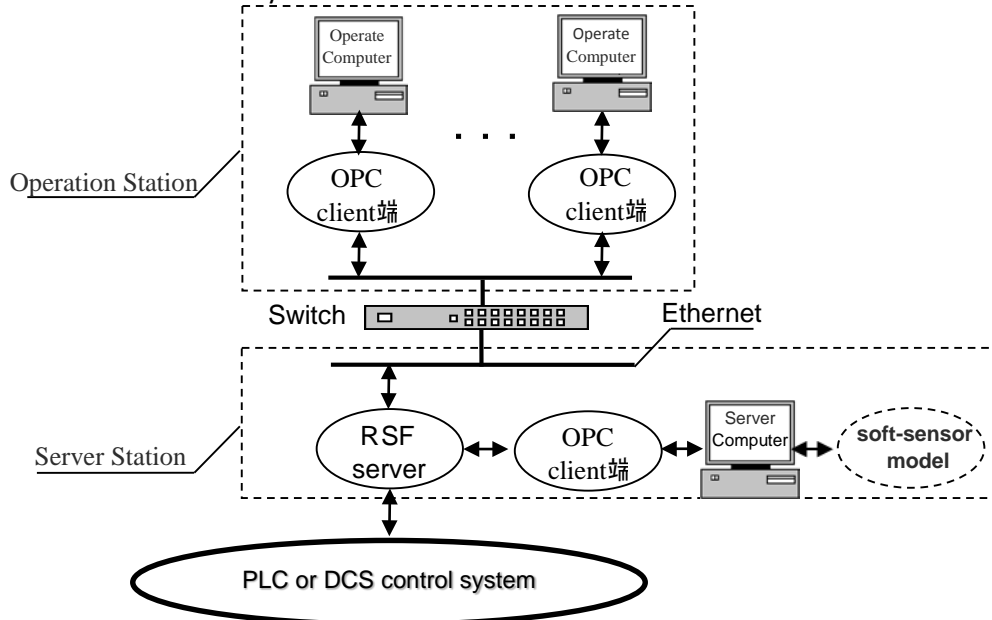 Operate
Computer
Operate
Computer
. . .
OPC
client端
OPC
client端
Operation Station
Switch
Ethernet
RSF
server
OPC
client端
Server
Computer
soft-sensor
model
Server Station
PLC or DCS control system